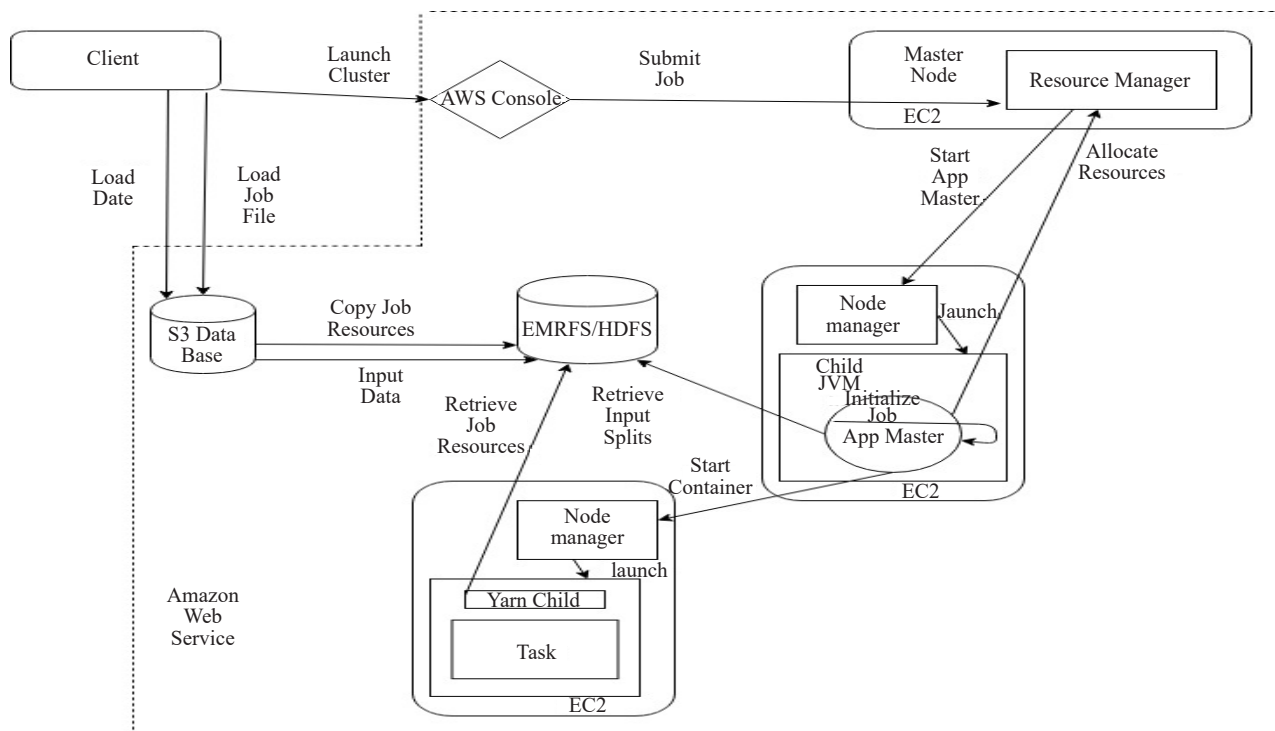 Client
Launch
Cluster
AWS Console
Submit
Job
Master
Node
Resource Manager
EC2
Load
Date
Load
Job
File
Start
App
Master
Allocate
Resources
S3 Data
Base
Copy Job
Resources
Input
Data
EMRFS/HDFS
Node
manager
Jaunch
Child
JVM
Initialize
Job
App Master
EC2
Retrieve
Job
Resources
Retrieve
Input
Splits
Start
Container
Node
manager
launch
Yarn Child
Task
EC2
Amazon
Web
Service